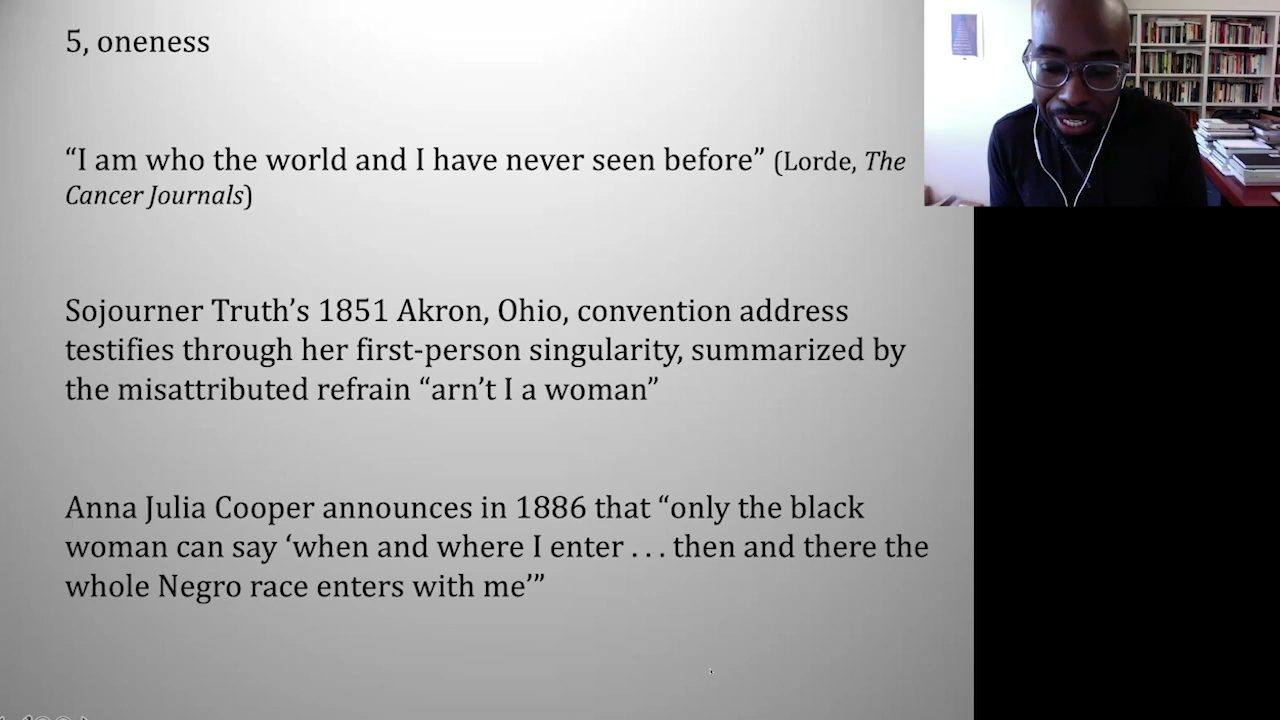 5, oneness
“I am who the world and I have never seen before” (Lorde, The
Cancer Journals)
Sojourner Truth’s 1851 Akron, Ohio, convention address
testifies through her first-person singularity, summarized by
the misattributed refrain “arn’t I a woman”
Anna Julia Cooper announces in 1886 that “only the black
woman can say ‘when and where I enter . . . then and there the
whole Negro race enters with me’”